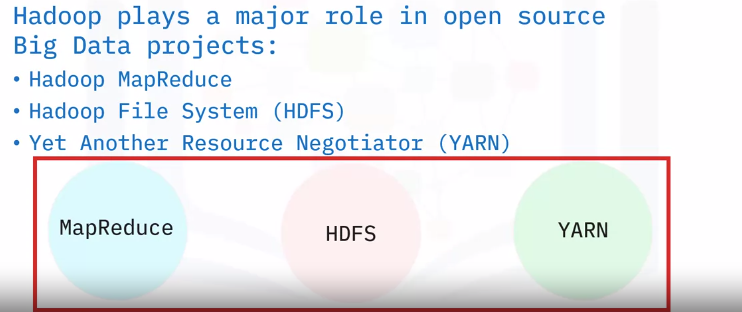 Hadoop plays a major role in open source
Big Data projects:
• Hadoop MapReduce
• Hadoop File System (HDFS)
• Yet Another Resource Negotiator (YARN)
MapReduce
HDFS
YARN